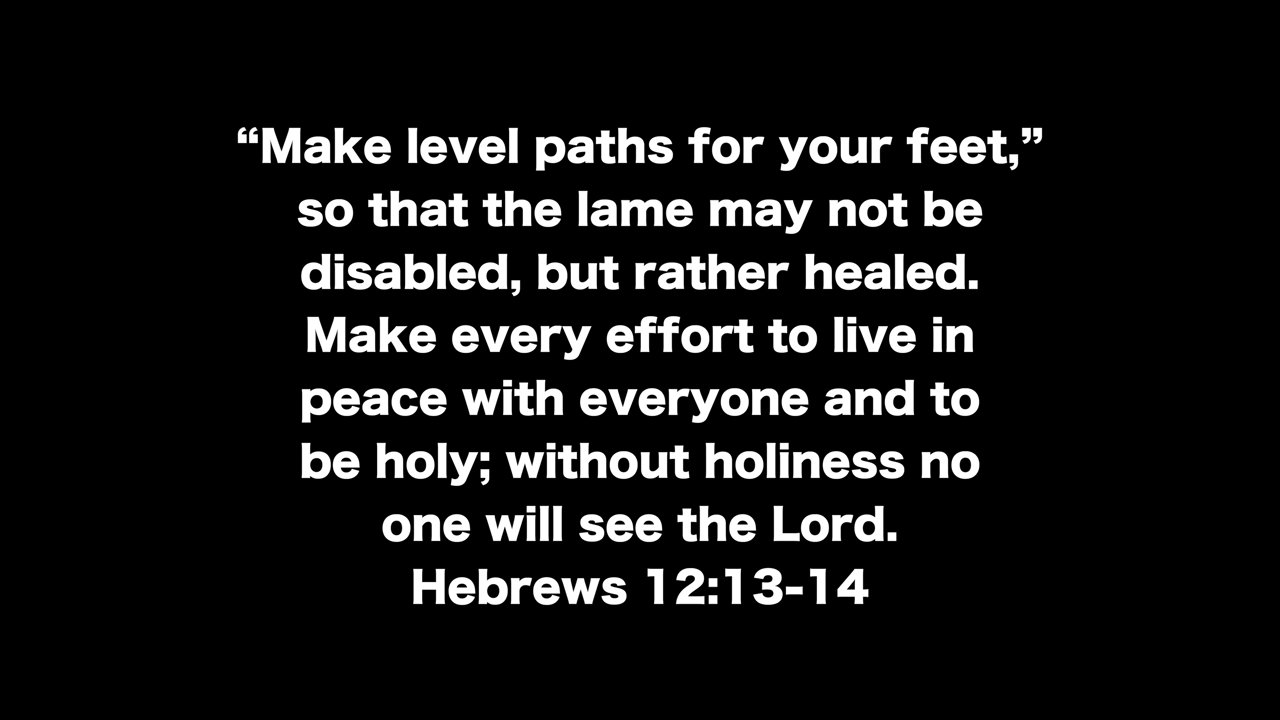 “Make level paths for your feet,”
so that the lame may not be
disabled, but rather healed.
Make every effort to live in
peace with everyone and to
be holy; without holiness no
one will see the Lord.
Hebrews 12:13-14